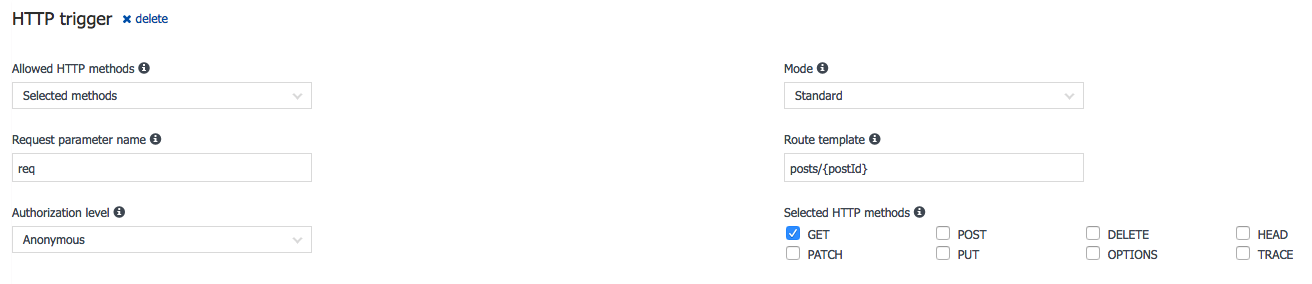 HTTP trigger ✖ delete
Allowed HTTP methods
Selected methods
Mode
Standard
Request parameter name
req
Route template
posts/{postId}
Authorization level
Anonymous
Selected HTTP methods
GET POST DELETE HEAD
PATCH PUT OPTIONS TRACE